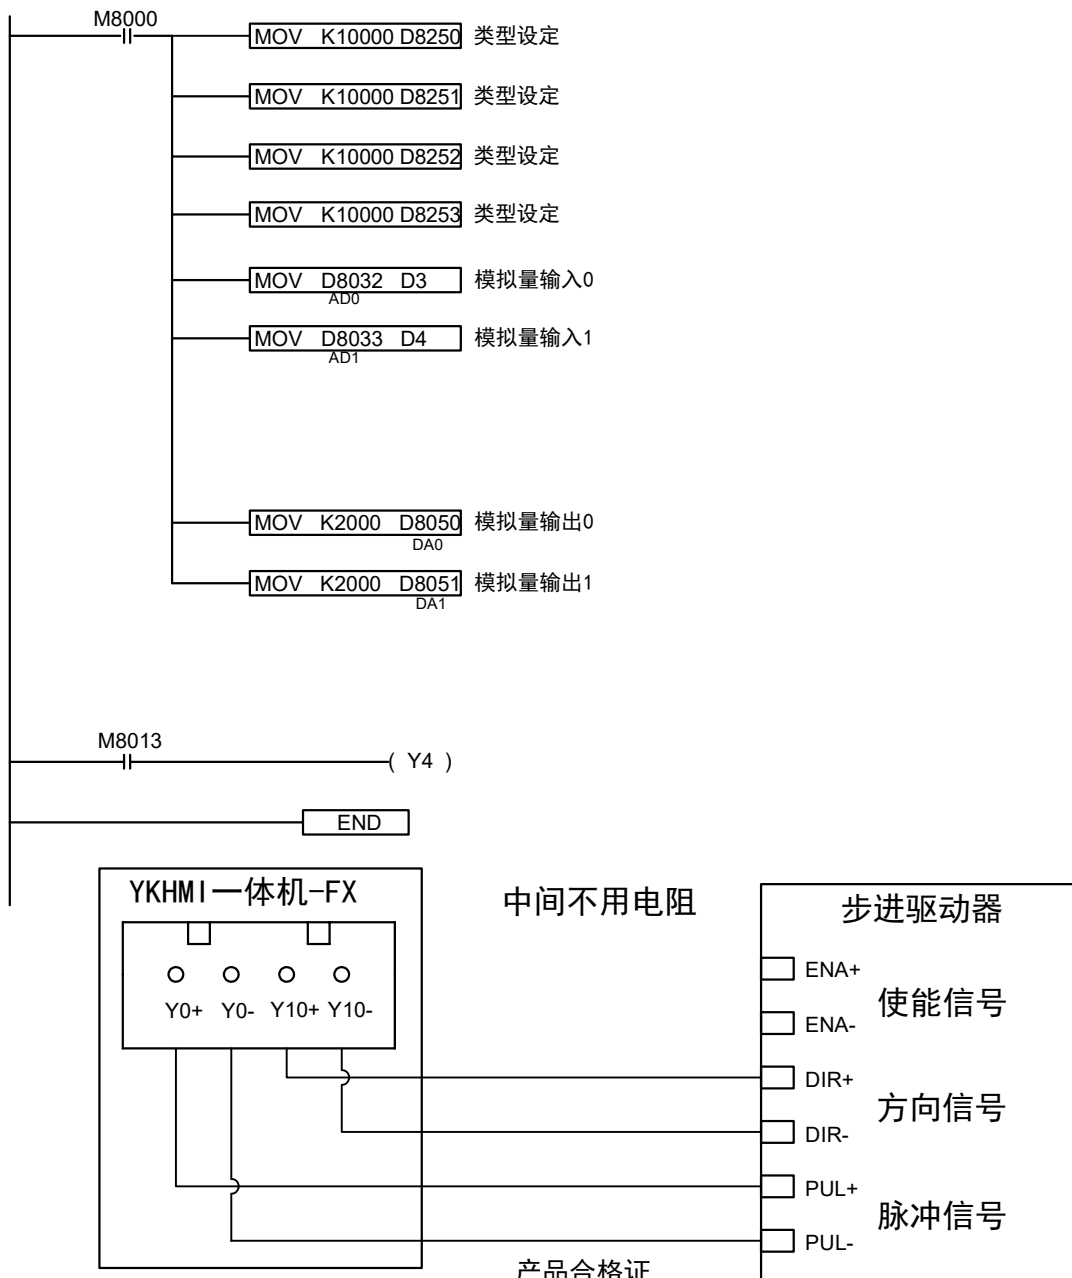 M8000
MOV K10000 D8250 类型设定
MOV K10000 D8251 类型设定
MOV K10000 D8252 类型设定
MOV K10000 D8253 类型设定
MOV D8032 D3 模拟量输入0
AD0
MOV D8033 D4 模拟量输入1
AD1
MOV K2000 D8050 模拟量输出0
DA0
MOV K2000 D8051 模拟量输出1
DA1
M8013
( Y4 )
END
YKHMI一体机-FX
中间不用电阻
步进驱动器
Y0+ Y0- Y10+ Y10-
ENA+
使能信号
ENA-
DIR+
方向信号
DIR-
PUL+
脉冲信号
PUL-
产品合格证